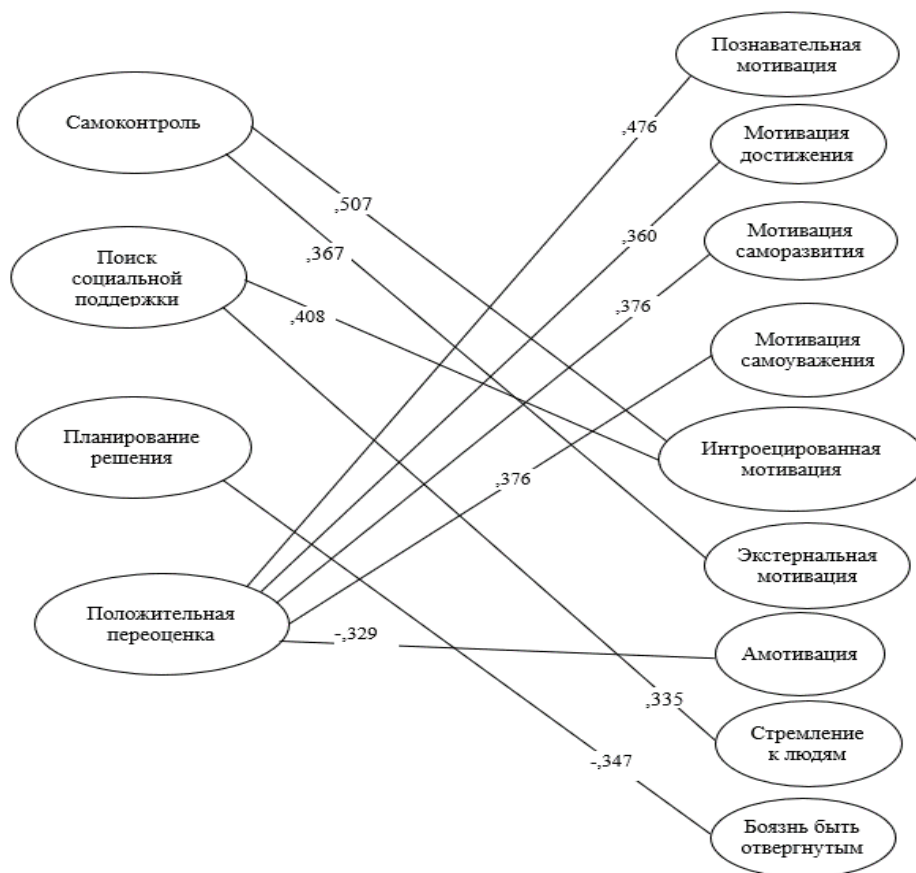 Познавательная
мотивация
Самоконтроль
,476
Мотивация
достижения
,507
,360
Мотивация
саморазвития
,367
Поиск
социальной
поддержки
,408
,376
Мотивация
самоуважения
Планирование
решения
Интроецированная
мотивация
,376
Экстернальная
мотивация
Положительная
переоценка
-,329
Амотивация
,335
Стремление
к людям
-,347
Боязнь быть
отвергнутым